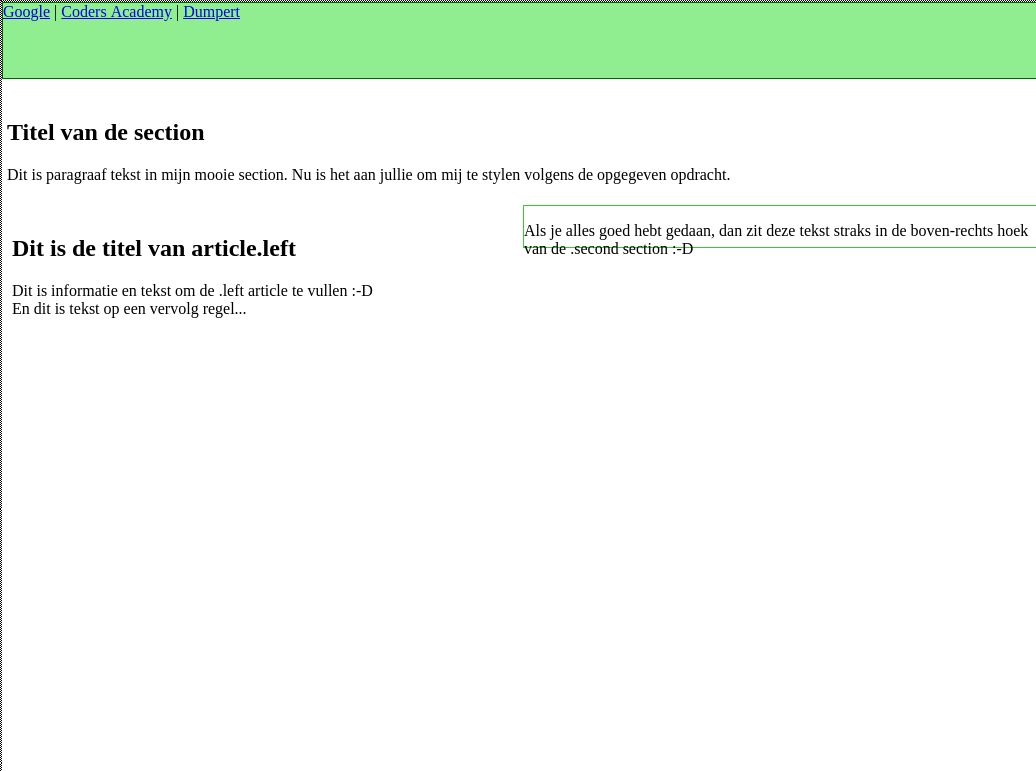 Google | Coders Academy | Dumpert
Titel van de section
Dit is paragraaf tekst in mijn mooie section. Nu is het aan jullie om mij te stylen volgens de opgegeven opdracht.
Als je alles goed hebt gedaan, dan zit deze tekst straks in de boven-rechts hoek
van de .second section :-D
Dit is de titel van article.left
Dit is informatie en tekst om de .left article te vullen :-D
En dit is tekst op een vervolg regel...